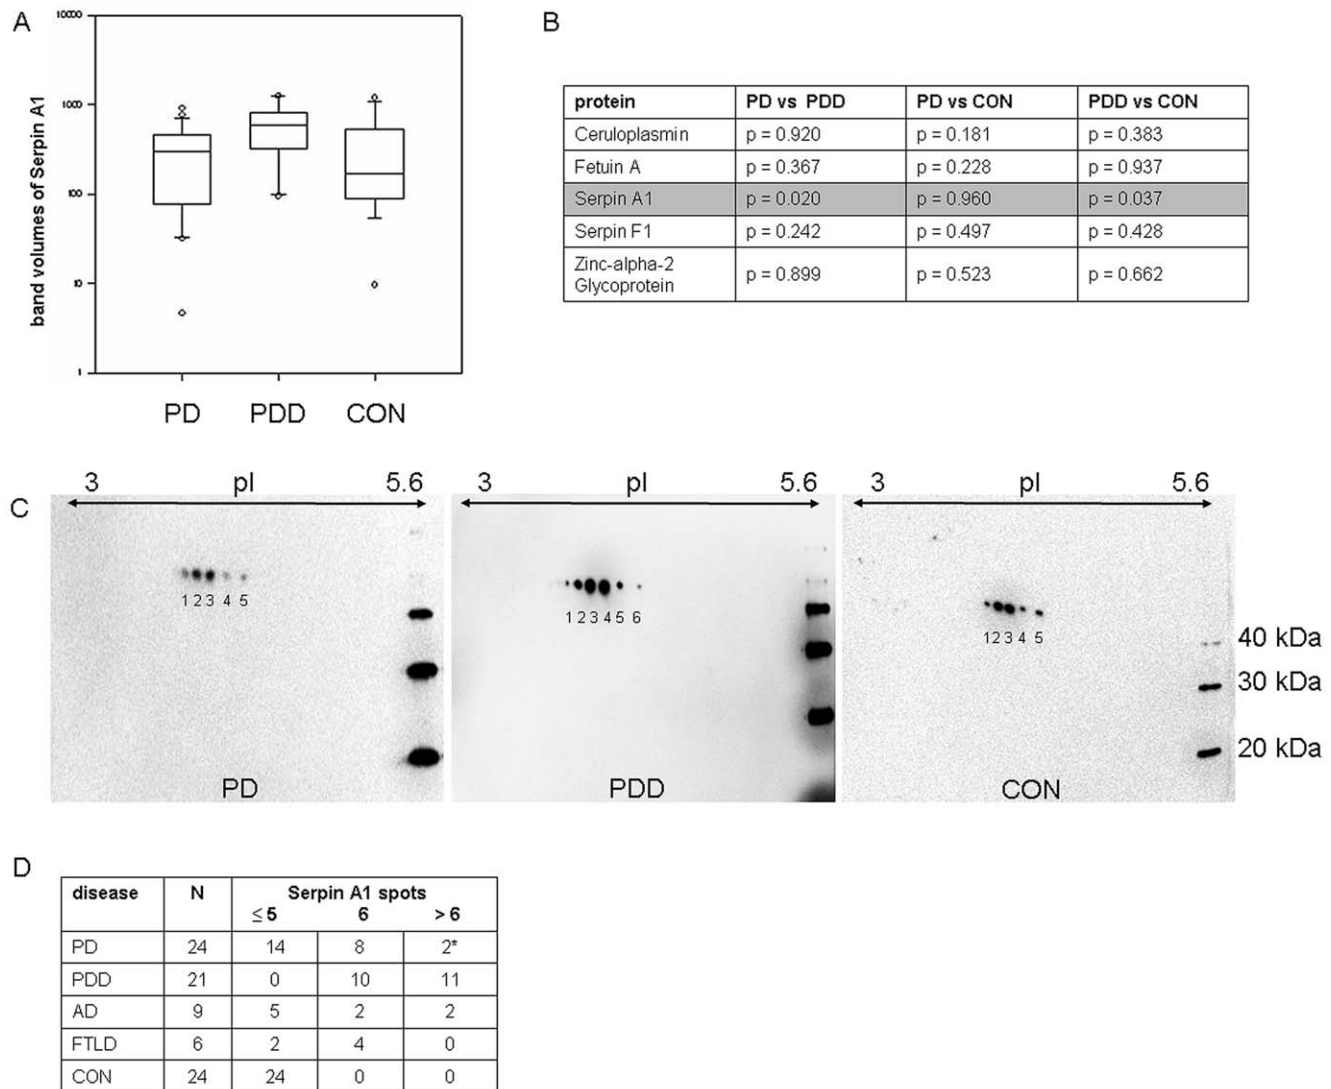 A
10000
1000
100
10
1
band volumes of Serpin A1
PD PDD CON
B
protein PD vs PDD PD vs CON PDD vs CON
Ceruloplasmin p = 0.920 p = 0.181 p = 0.383
Fetuin A p = 0.367 p = 0.228 p = 0.937
Serpin A1 p = 0.020 p = 0.960 p = 0.037
Serpin F1 p = 0.242 p = 0.497 p = 0.428
Zinc-alpha-2
Glycoprotein p = 0.899 p = 0.523 p = 0.662
C
3 pI 5.6 3 pI 5.6 3 pI 5.6
1 2 3 4 5
1 2 3 4 5 6
1 2 3 4 5
40 kDa
30 kDa
20 kDa
PD PDD CON
D
disease N Serpin A1 spots
≤ 5 6 > 6
PD 24 14 8 2*
PDD 21 0 10 11
AD 9 5 2 2
FTLD 6 2 4 0
CON 24 24 0 0